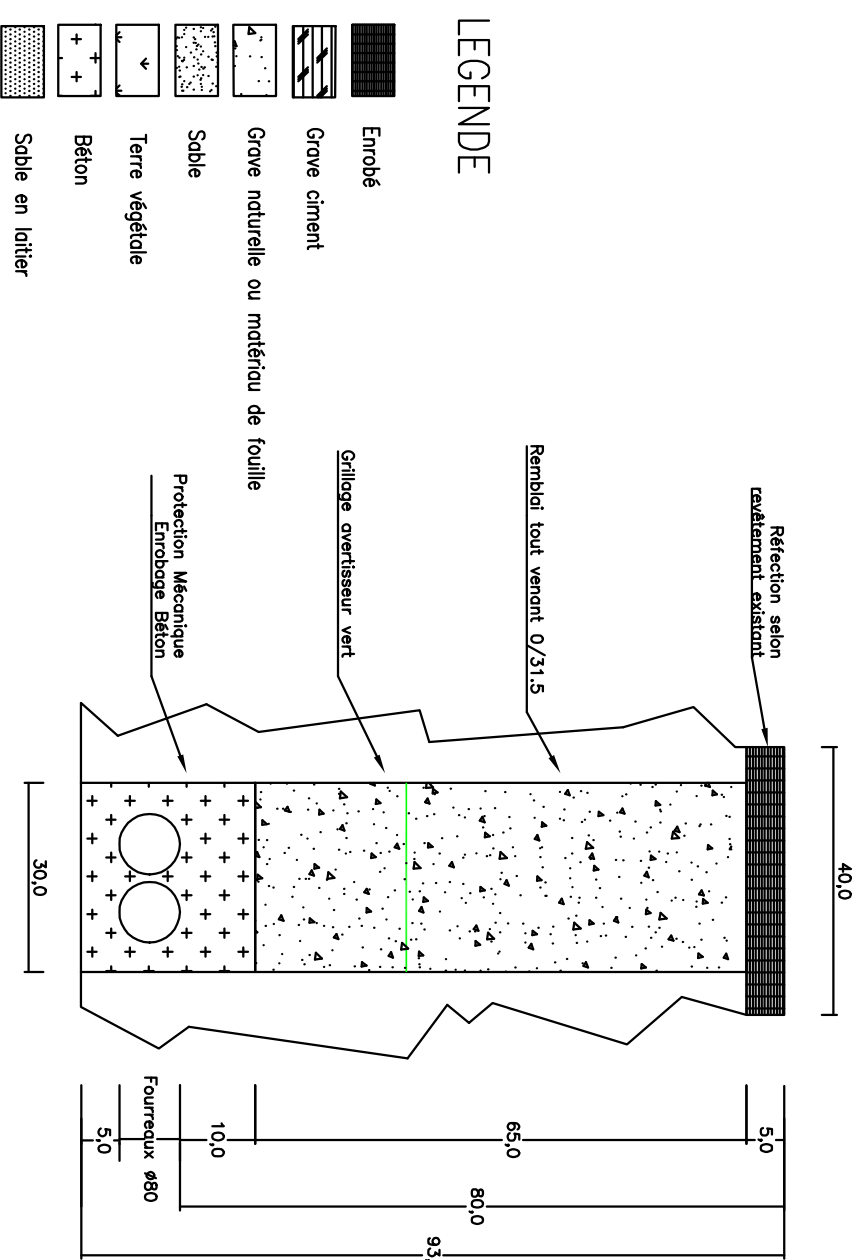 LEGENDE
Enrobé
Grave ciment
Grave naturelle ou matériau de fouille
Sable
Terre végétale
Béton
Sable en laitier
Réfection selon
revêtement existant
Remblai tout venant 0/31.5
Grillage avertisseur vert
Protection Mécanique
Enrobage Béton
40,0
30,0
5,0
65,0
10,0
Fourreaux ø80
5,0
80,0
93,